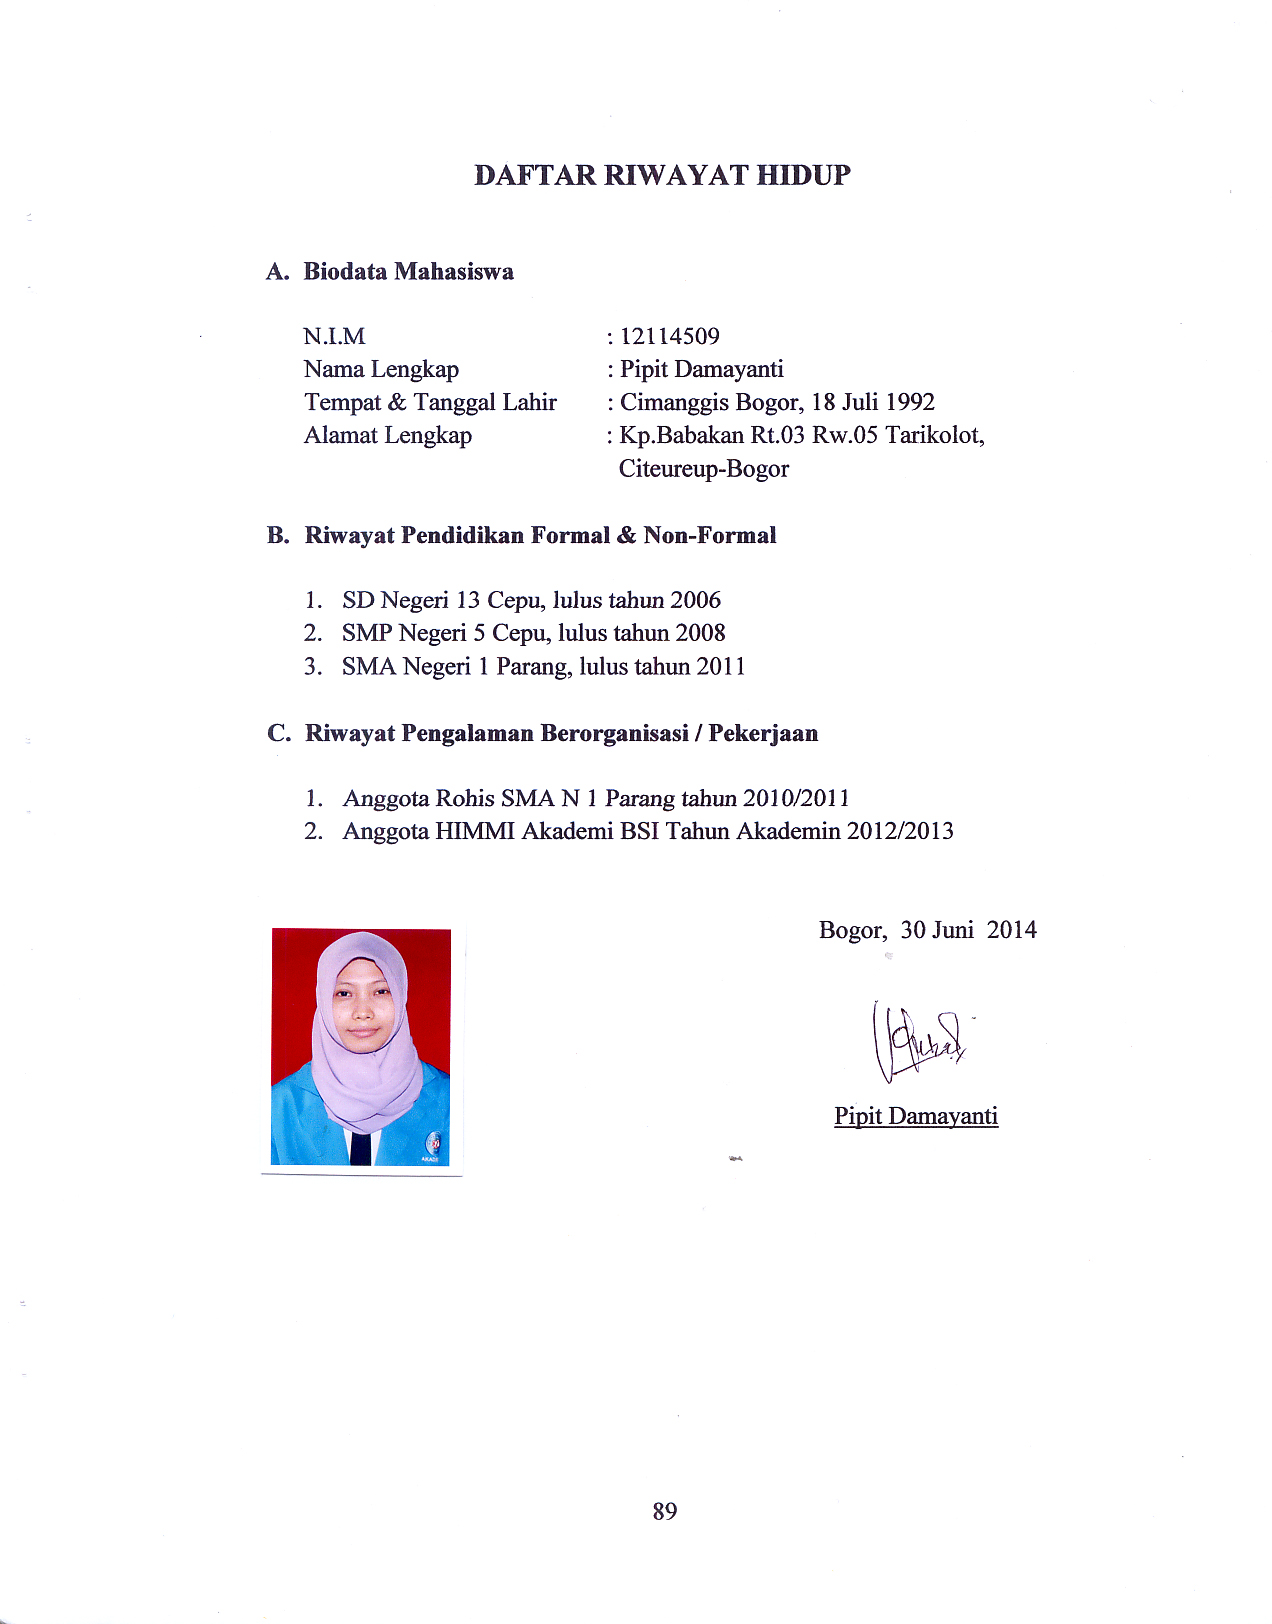 DAFTAR RIWAYAT HIDUP
A. Biodata Mahasiswa
N.I.M : 12114509
Nama Lengkap : Pipit Damayanti
Tempat & Tanggal Lahir : Cimanggis Bogor, 18 Juli 1992
Alamat Lengkap : Kp.Babakan Rt.03 Rw.05 Tarikolot,
Citeureup-Bogor
B. Riwayat Pendidikan Formal & Non-Formal
1. SD Negeri 13 Cepu, lulus tahun 2006
2. SMP Negeri 5 Cepu, lulus tahun 2008
3. SMA Negeri 1 Parang, lulus tahun 2011
C. Riwayat Pengalaman Berorganisasi / Pekerjaan
1. Anggota Rohis SMA N 1 Parang tahun 2010/2011
2. Anggota HIMMI Akademi BSI Tahun Akademin 2012/2013
Bogor, 30 Juni 2014
Pipit Damayanti
89